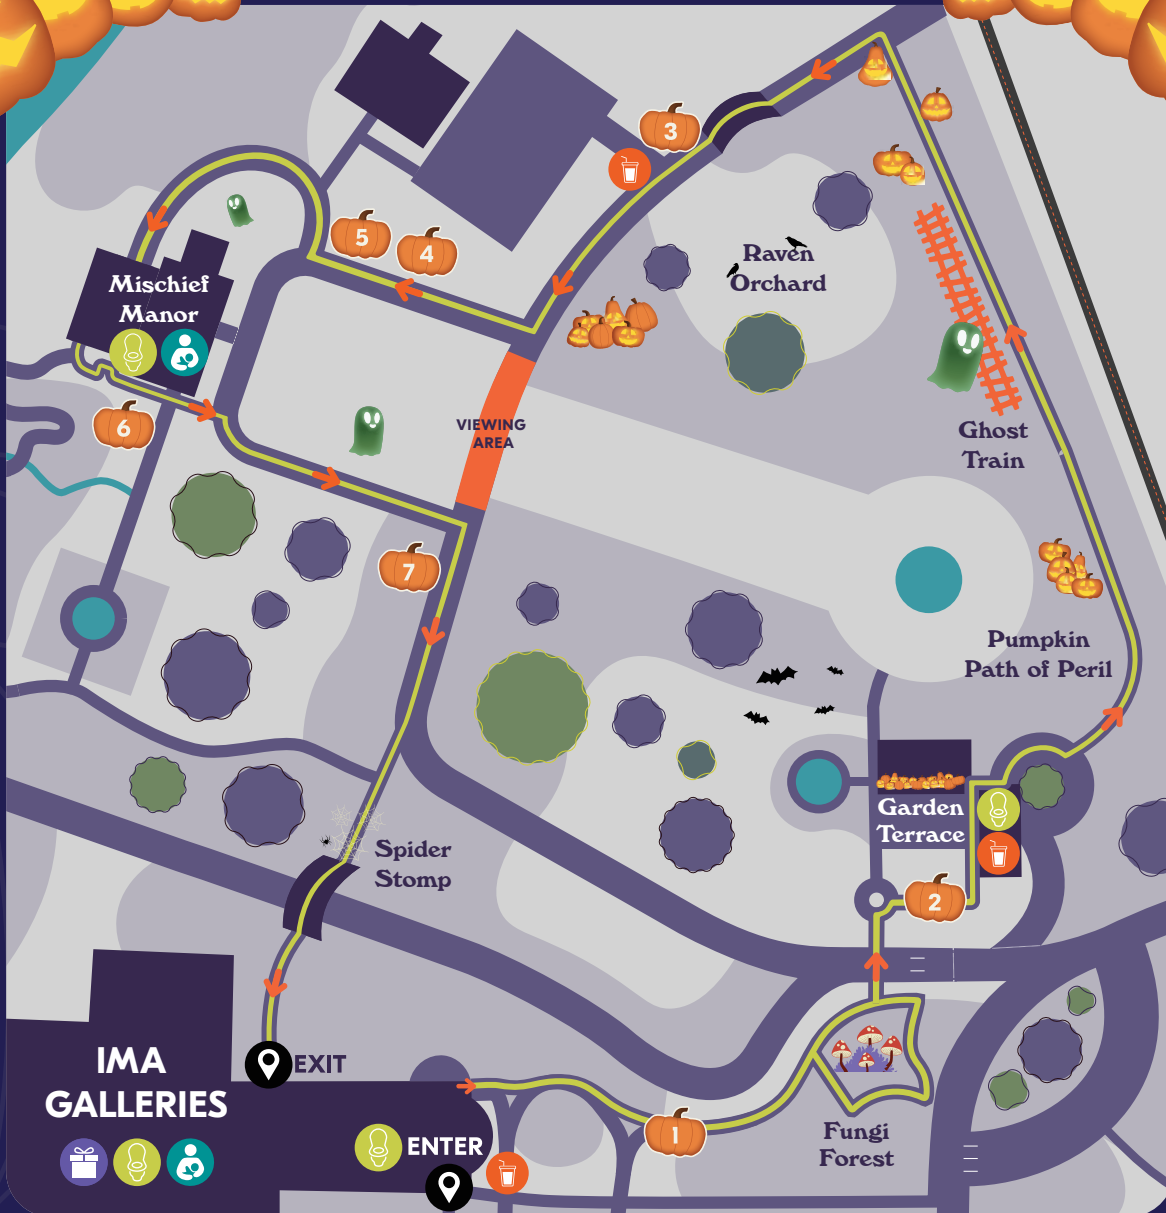 3
5
4
Raven
Orchard
Mischief
Manor
6
VIEWING
AREA
Ghost
Train
7
Pumpkin
Path of Peril
Garden
Terrace
Spider
Stomp
2
IMA
GALLERIES
EXIT
ENTER
1
Fungi
Forest